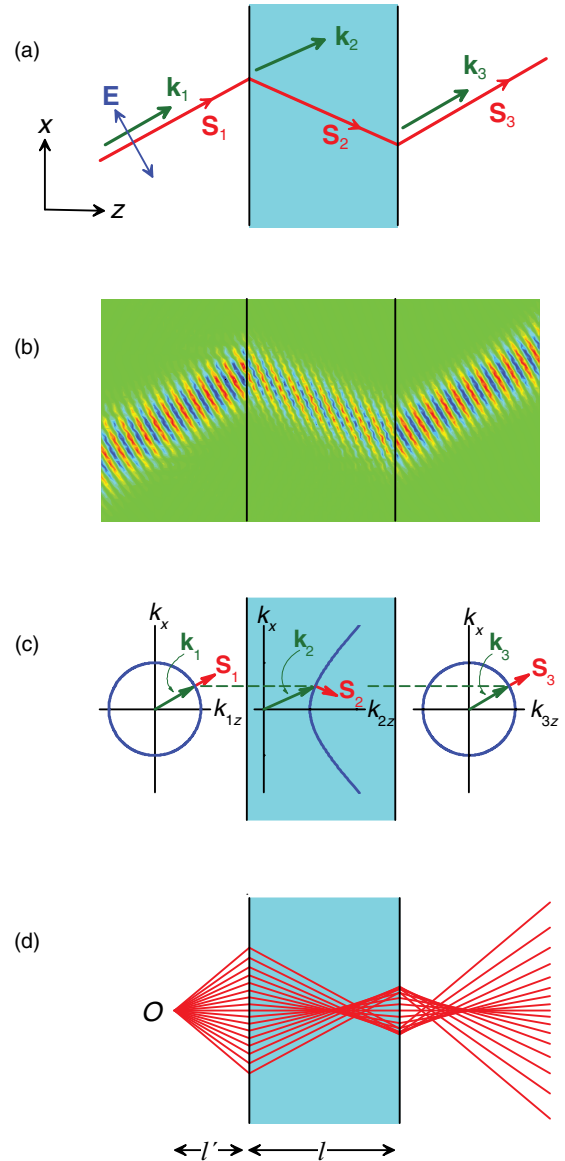 (a)
k₂
k₁
k₃
E
S₁
S₂
S₃
x
z
(b)
(c)
kₓ
kₓ
kₓ
k₁
S₁
k₂
S₂
k₃
S₃
k₁z
k₂z
k₃z
(d)
O
l′
l